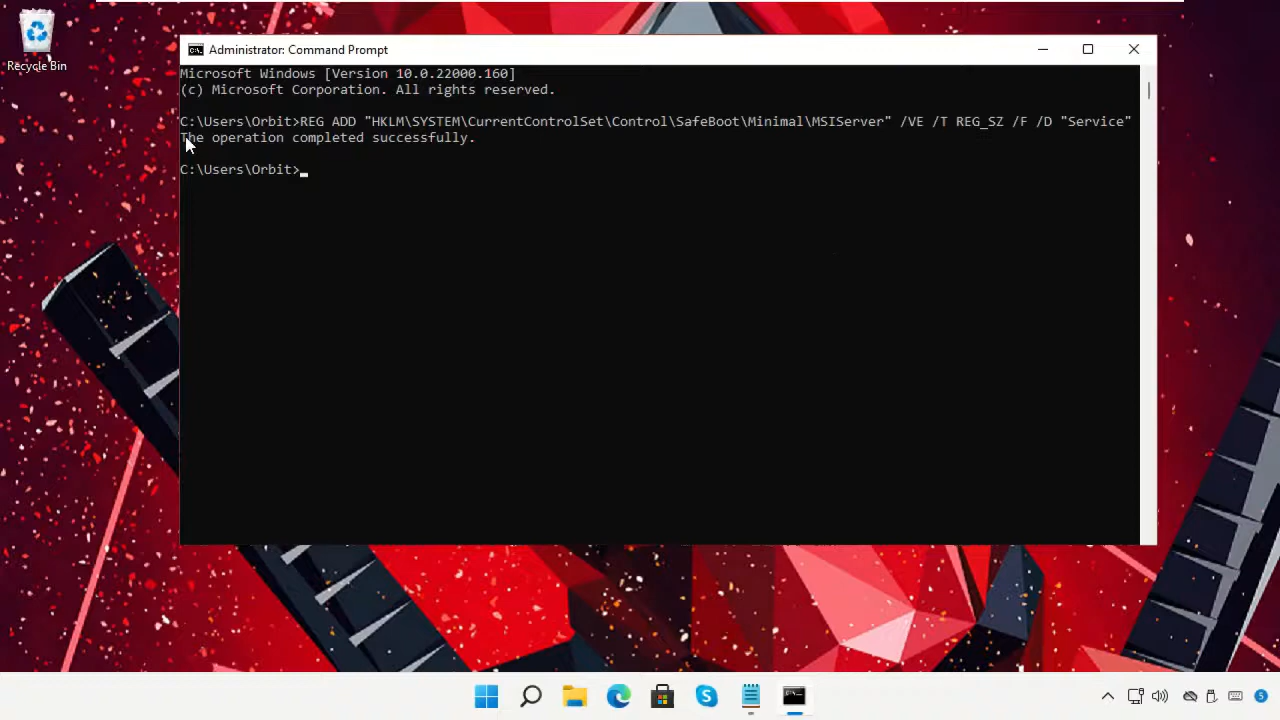 Recycle Bin
Administrator: Command Prompt
Microsoft Windows [Version 10.0.22000.160]
(c) Microsoft Corporation. All rights reserved.
C:\Users\Orbit>REG ADD "HKLM\SYSTEM\CurrentControlSet\Control\SafeBoot\Minimal\MSIServer" /VE /T REG_SZ /F /D "Service"
The operation completed successfully.
C:\Users\Orbit>
5